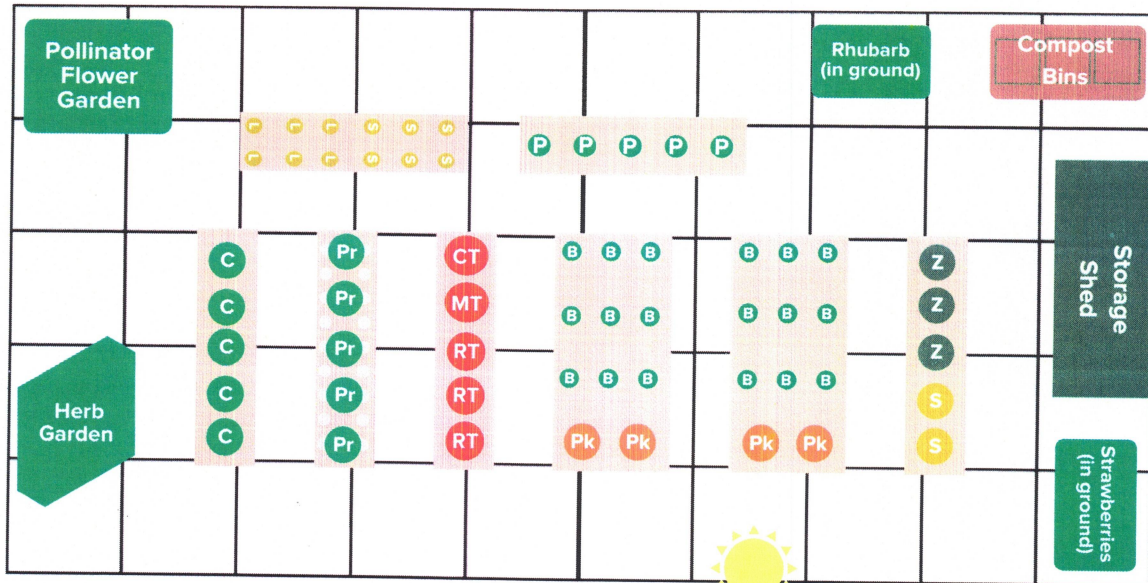 Pollinator
Flower
Garden
Rhubarb
(in ground)
Compost
Bins
L L L S S S
L L L S S S
P P P P P
Storage
Shed
C
C
C
C
C
Pr
Pr
Pr
Pr
Pr
CT
MT
RT
RT
RT
B B B
B B B
B B B
Pk Pk
B B B
B B B
B B B
Pk Pk
Z
Z
Z
S
S
Herb
Garden
Strawberries
(in ground)